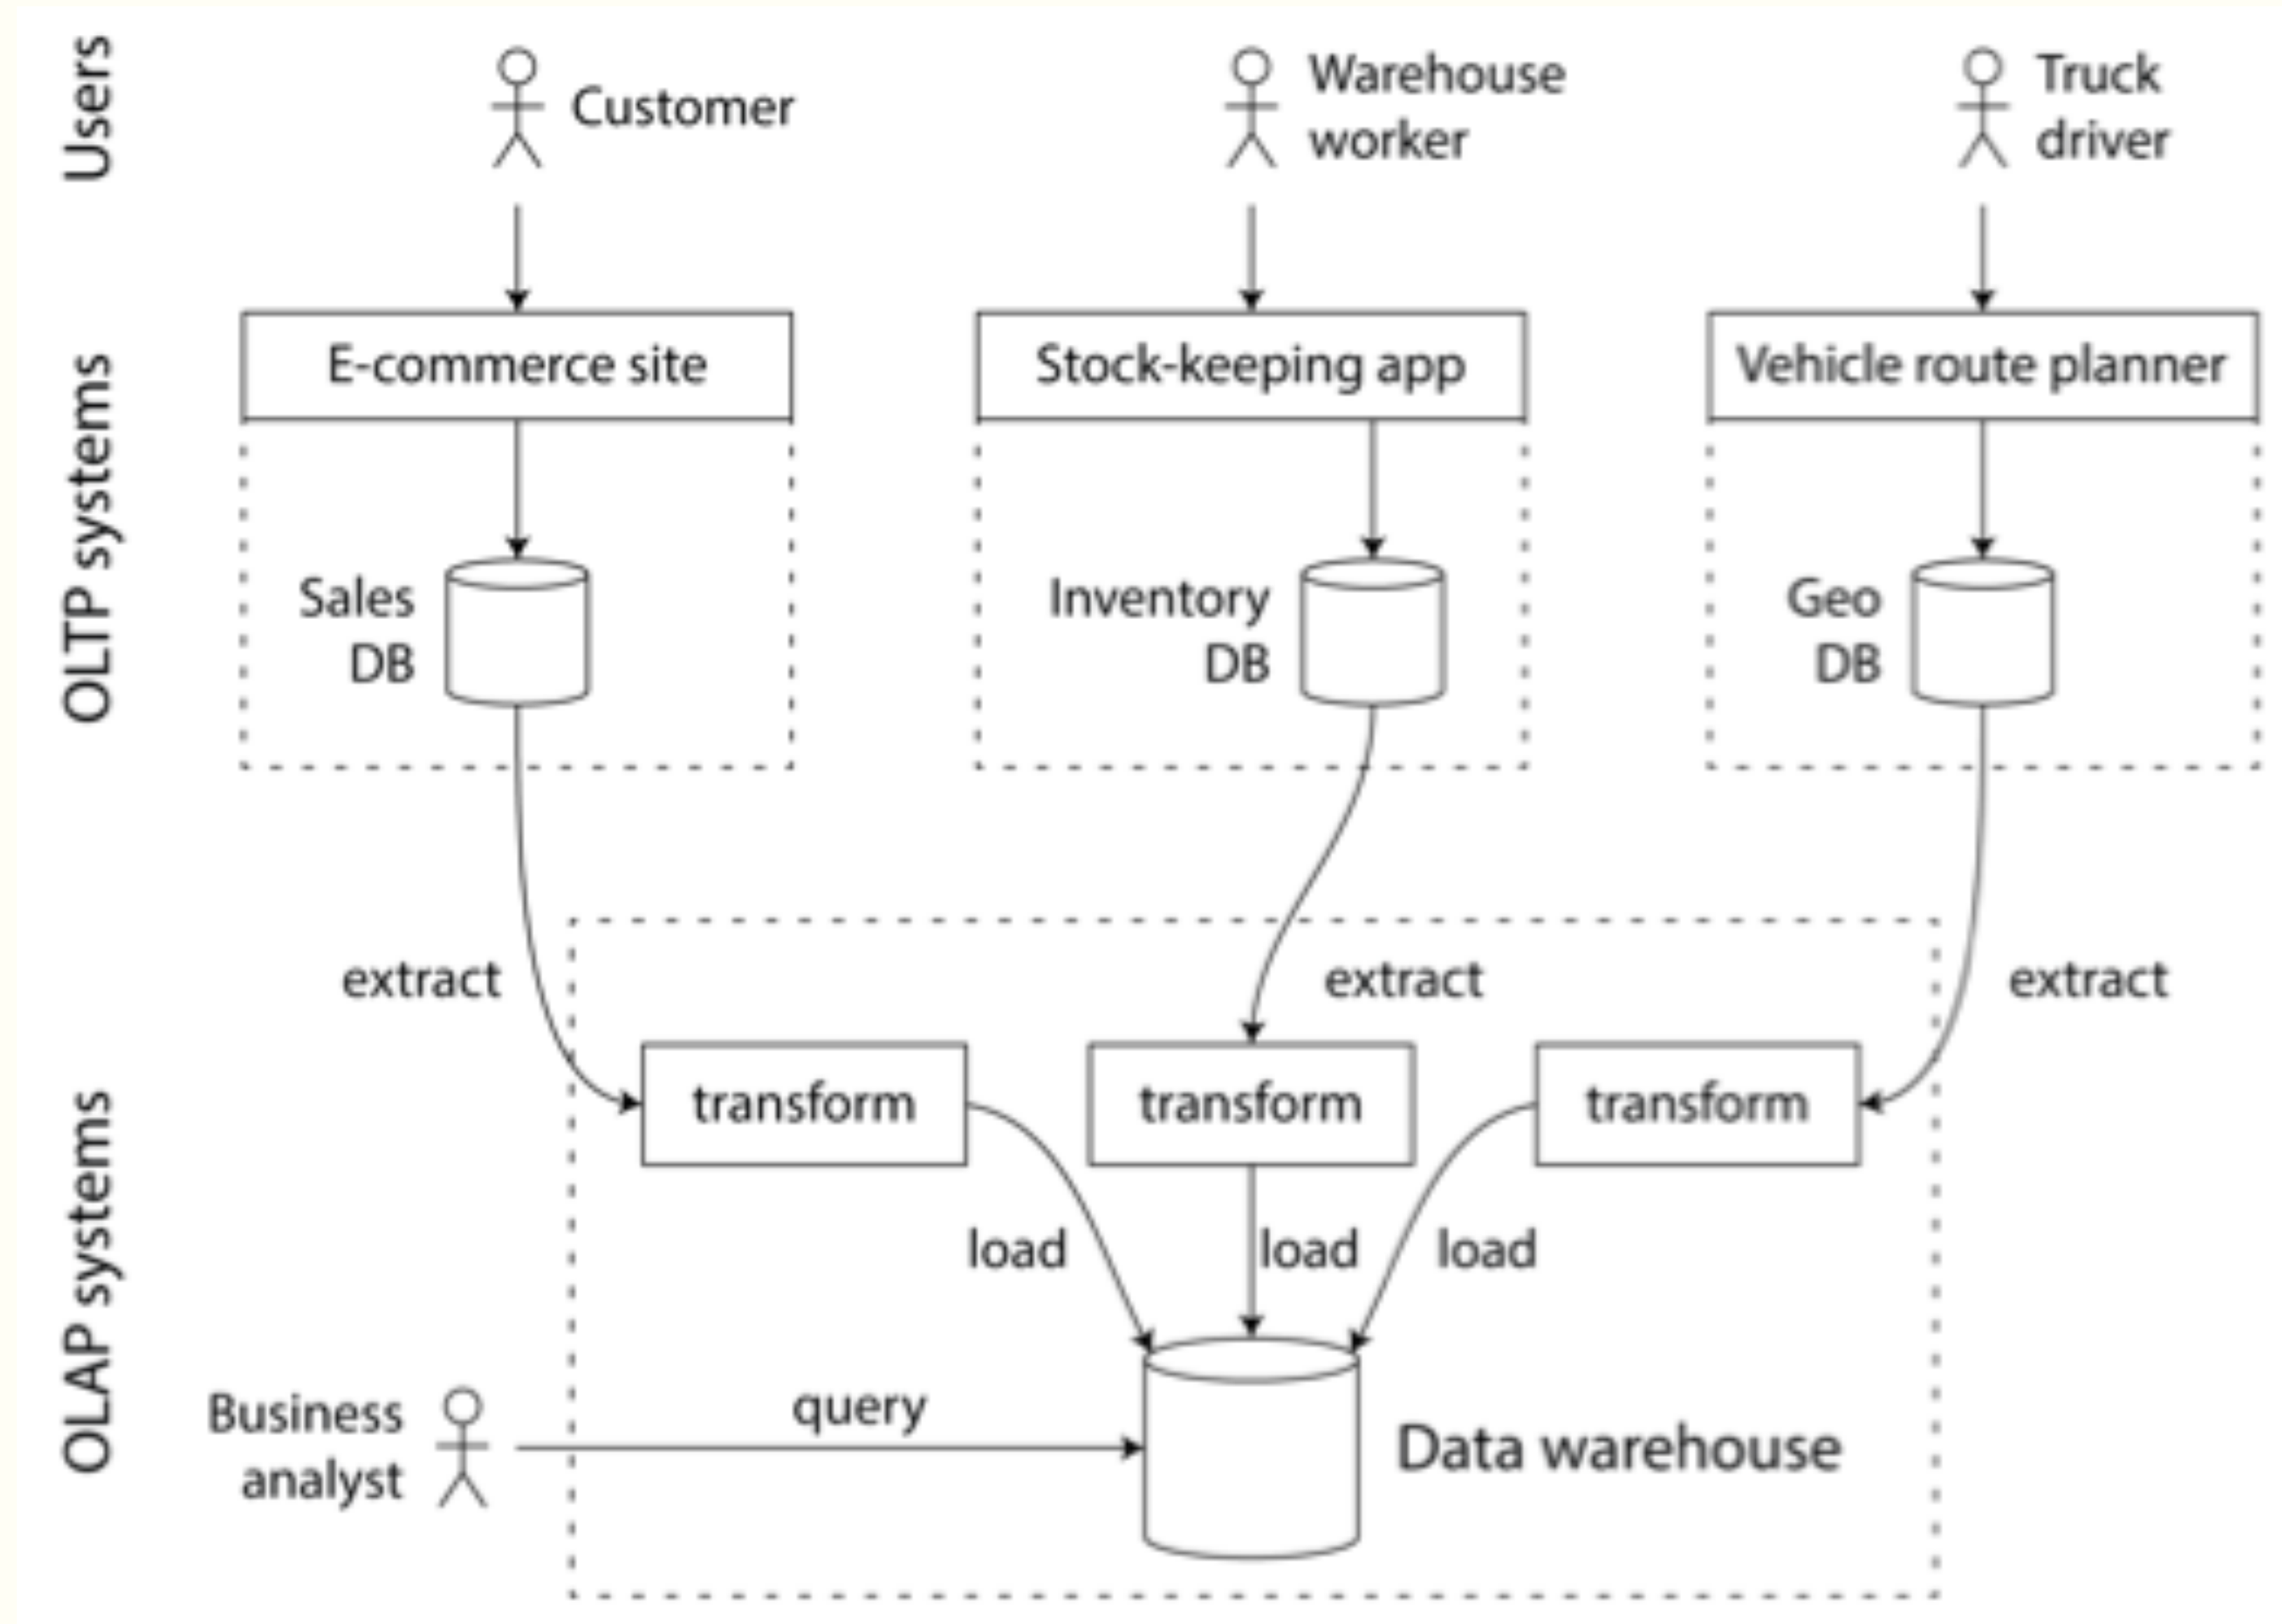 Users
Customer
Warehouse
worker
Truck
driver
OLTP systems
E-commerce site
Stock-keeping app
Vehicle route planner
Sales
DB
Inventory
DB
Geo
DB
OLAP systems
extract
extract
extract
transform
transform
transform
load
load
load
Business
analyst
query
Data warehouse